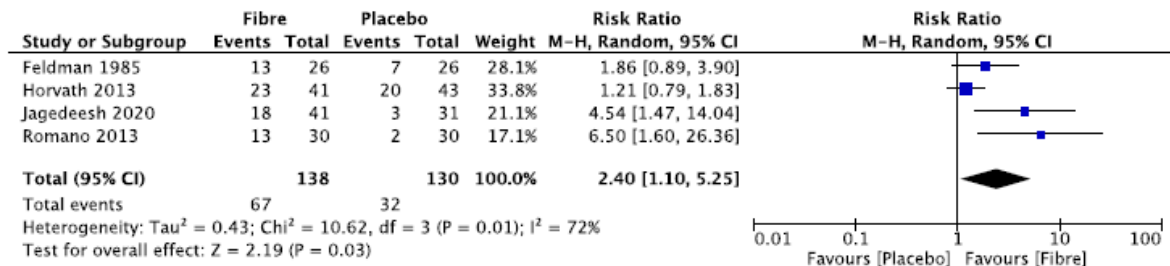 Fibre Placebo Risk Ratio Risk Ratio
Study or Subgroup Events Total Events Total Weight M-H, Random, 95% CI M-H, Random, 95% CI
Feldman 1985 13 26 7 26 28.1% 1.86 [0.89, 3.90]
Horvath 2013 23 41 20 43 33.8% 1.21 [0.79, 1.83]
Jagedeesh 2020 18 41 3 31 21.1% 4.54 [1.47, 14.04]
Romano 2013 13 30 2 30 17.1% 6.50 [1.60, 26.36]
Total (95% CI) 138 130 100.0% 2.40 [1.10, 5.25]
Total events 67 32
Heterogeneity: Tau² = 0.43; Chi² = 10.62, df = 3 (P = 0.01); I² = 72%
Test for overall effect: Z = 2.19 (P = 0.03)
0.01 0.1 1 10 100
Favours [Placebo] Favours [Fibre]